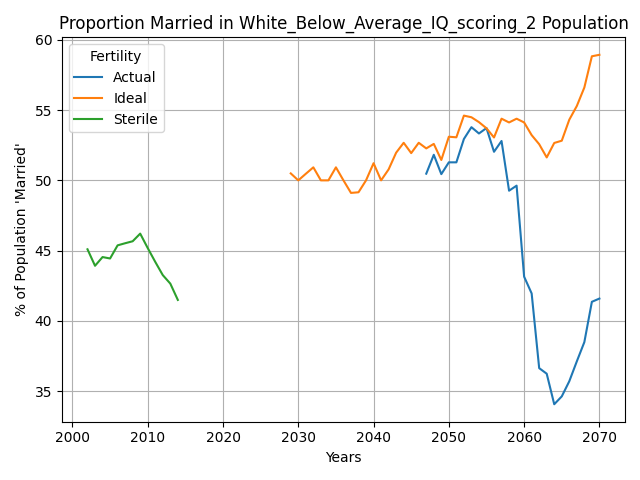 Proportion Married in White_Below_Average_IQ_scoring_2 Population
Fertility
Actual
Ideal
Sterile
% of Population 'Married'
60
55
50
45
40
35
2000 2010 2020 2030 2040 2050 2060 2070
Years